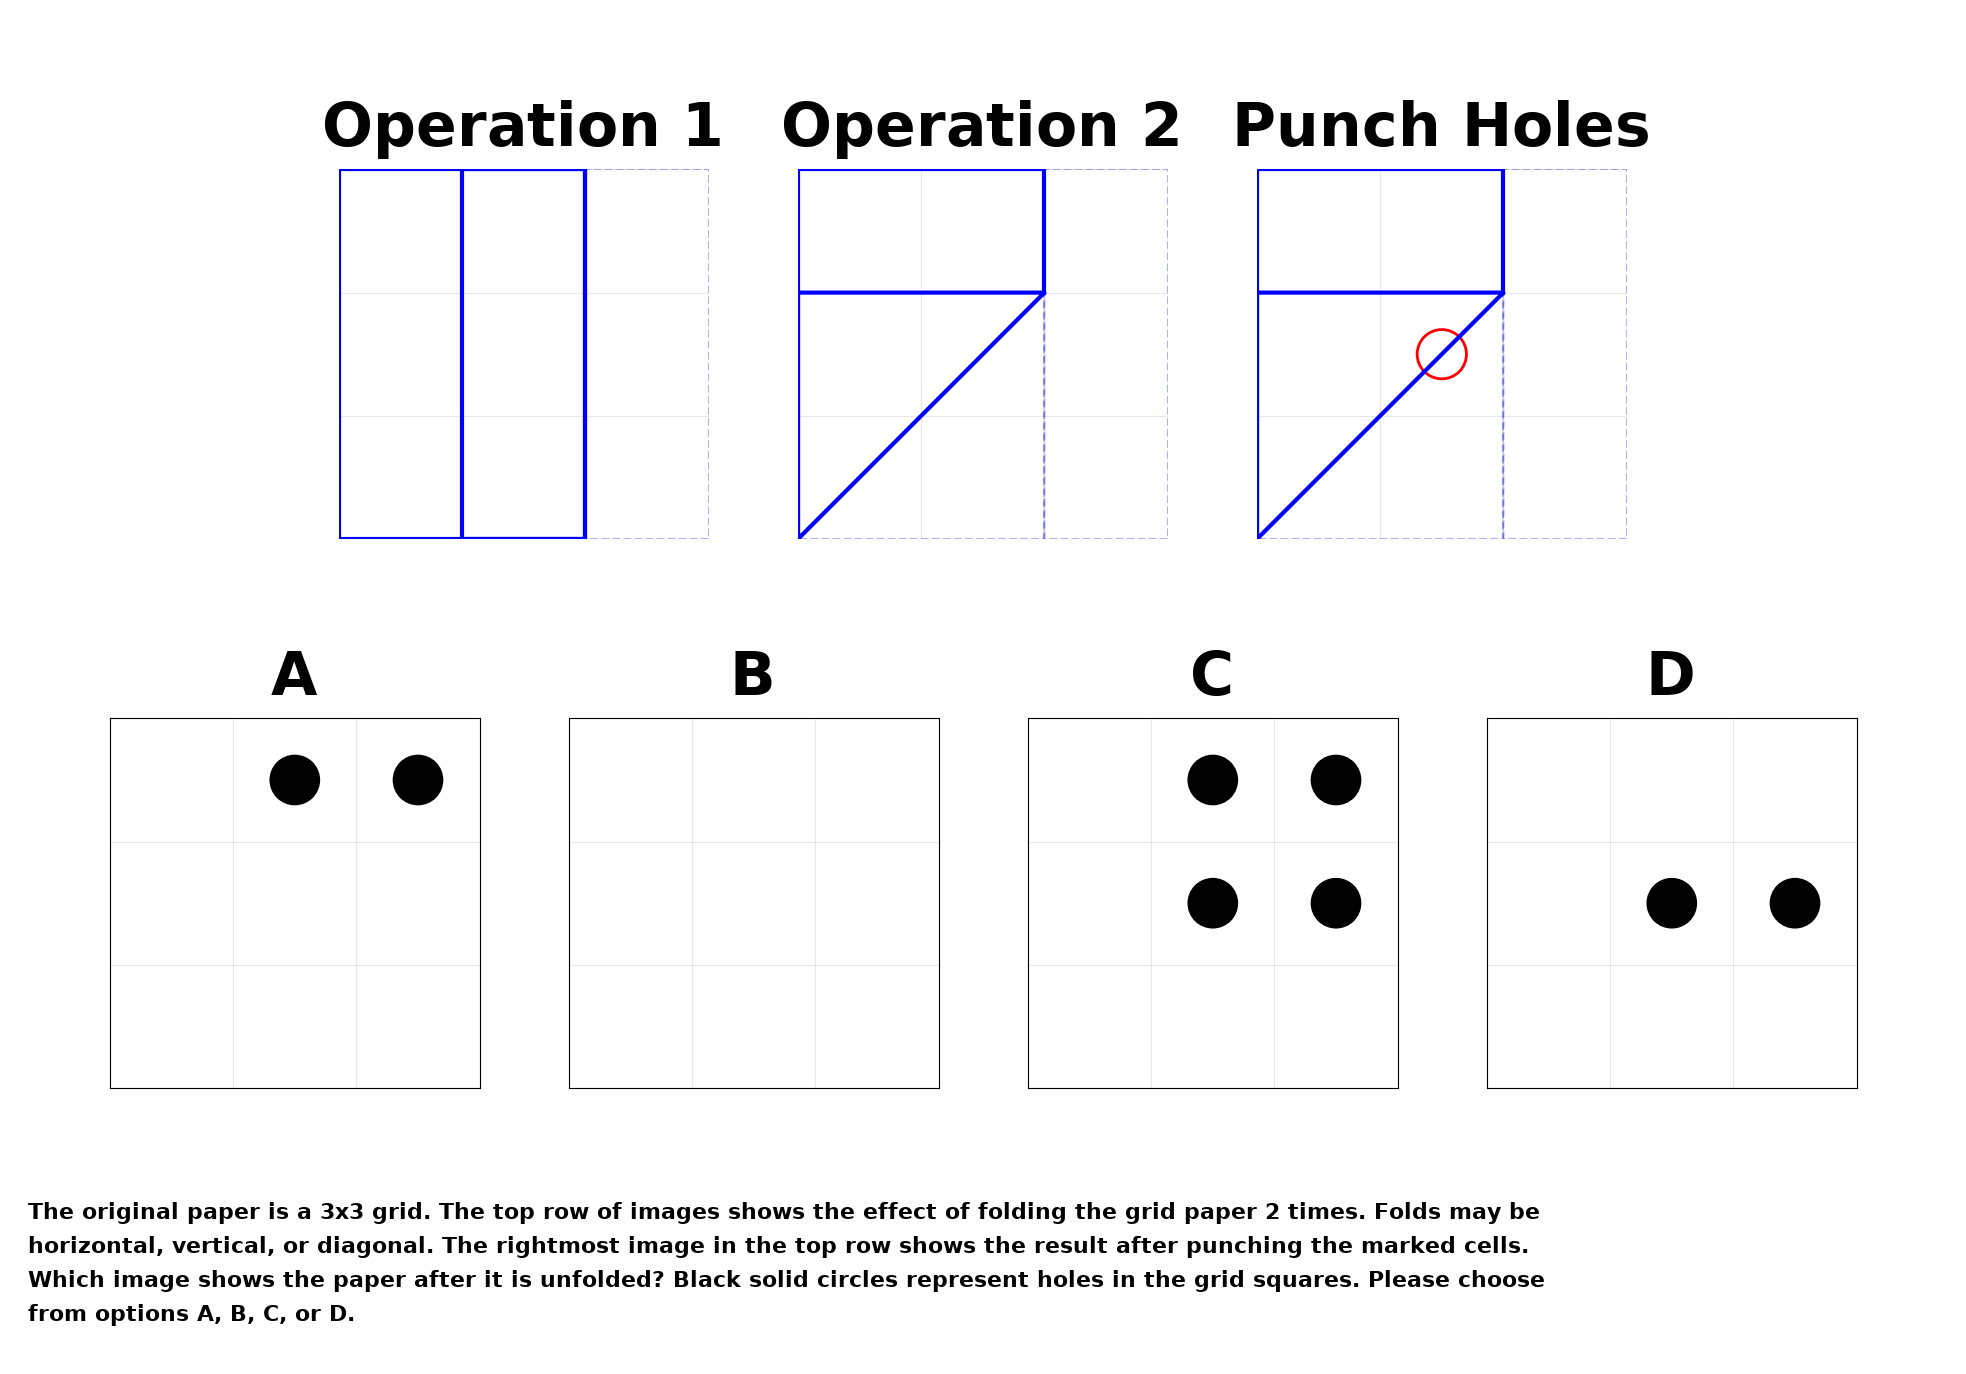 Operation 1 Operation 2 Punch Holes
A B C D
The original paper is a 3x3 grid. The top row of images shows the effect of folding the grid paper 2 times. Folds may be
horizontal, vertical, or diagonal. The rightmost image in the top row shows the result after punching the marked cells.
Which image shows the paper after it is unfolded? Black solid circles represent holes in the grid squares. Please choose
from options A, B, C, or D.